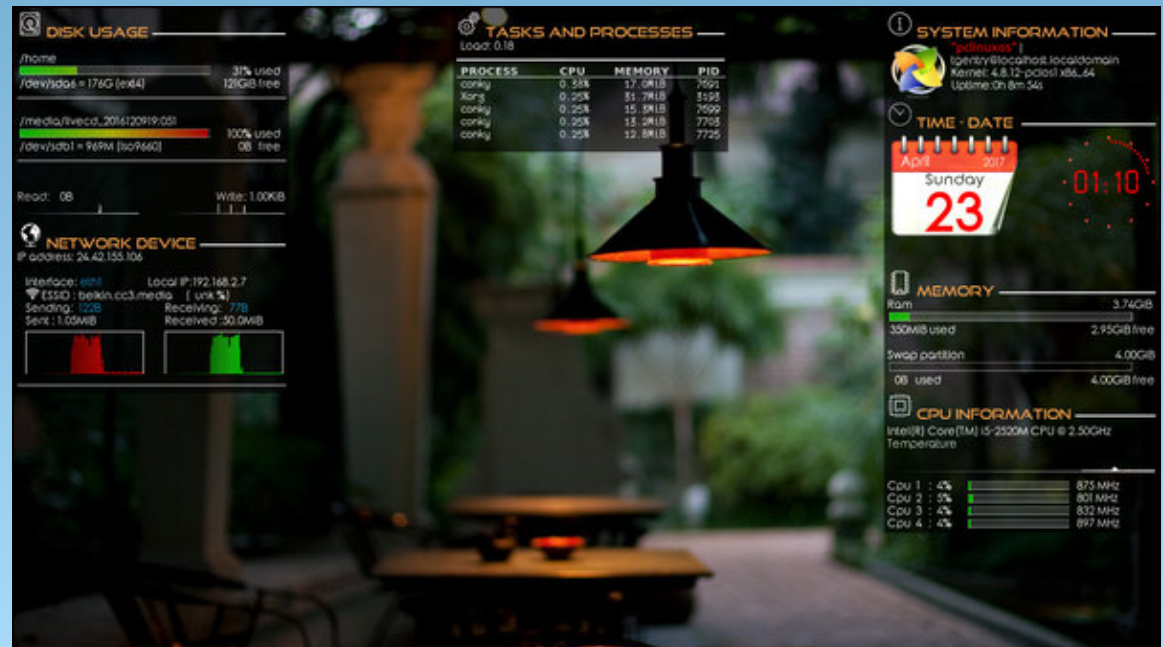 DISK USAGE
/home
31% used
/dev/sda6 = 176G (ext4) 121GiB free
/media/livecd_2016120919:051
100% used
/dev/sdb1 = 969M (iso9660) 0B free
Read: 0B Write: 1.00KiB
NETWORK DEVICE
IP address: 24.42.155.106
Interface: eth1 Local IP:192.168.2.7
ESSID : belkin.cc3.media ( unk %)
Sending: 122B Receiving: 77B
Sent : 1.05MiB Received :50.0MiB
TASKS AND PROCESSES
Load: 0.18
PROCESS CPU MEMORY PID
conky 0.38% 17.0MiB 7691
Xorg 0.25% 31.7MiB 3193
conky 0.25% 15.3MiB 7699
conky 0.25% 13.2MiB 7703
conky 0.25% 12.8MiB 7725
SYSTEM INFORMATION
"pclinuxos" |
tgentry@localhost.localdomain
Kernel: 4.8.12-pclos1 x86_64
Uptime:0h 8m 54s
TIME - DATE
April 2017
Sunday
23
01:10
MEMORY
Ram 3.74GiB
350MiB used 2.95GiB free
Swap partition 4.00GiB
0B used 4.00GiB free
CPU INFORMATION
Intel(R) Core(TM) i5-2520M CPU @ 2.50GHz
Temperature
Cpu 1 : 4% 875 MHz
Cpu 2 : 5% 801 MHz
Cpu 3 : 4% 832 MHz
Cpu 4 : 4% 897 MHz